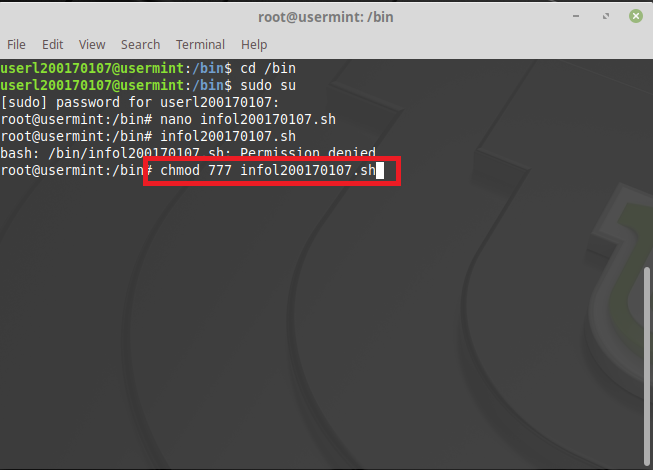 root@usermint: /bin
File Edit View Search Terminal Help
userl200170107@usermint:/bin$ cd /bin
userl200170107@usermint:/bin$ sudo su
[sudo] password for userl200170107:
root@usermint:/bin# nano infol200170107.sh
root@usermint:/bin# infol200170107.sh
bash: /bin/infol200170107.sh: Permission denied
root@usermint:/bin# chmod 777 infol200170107.sh